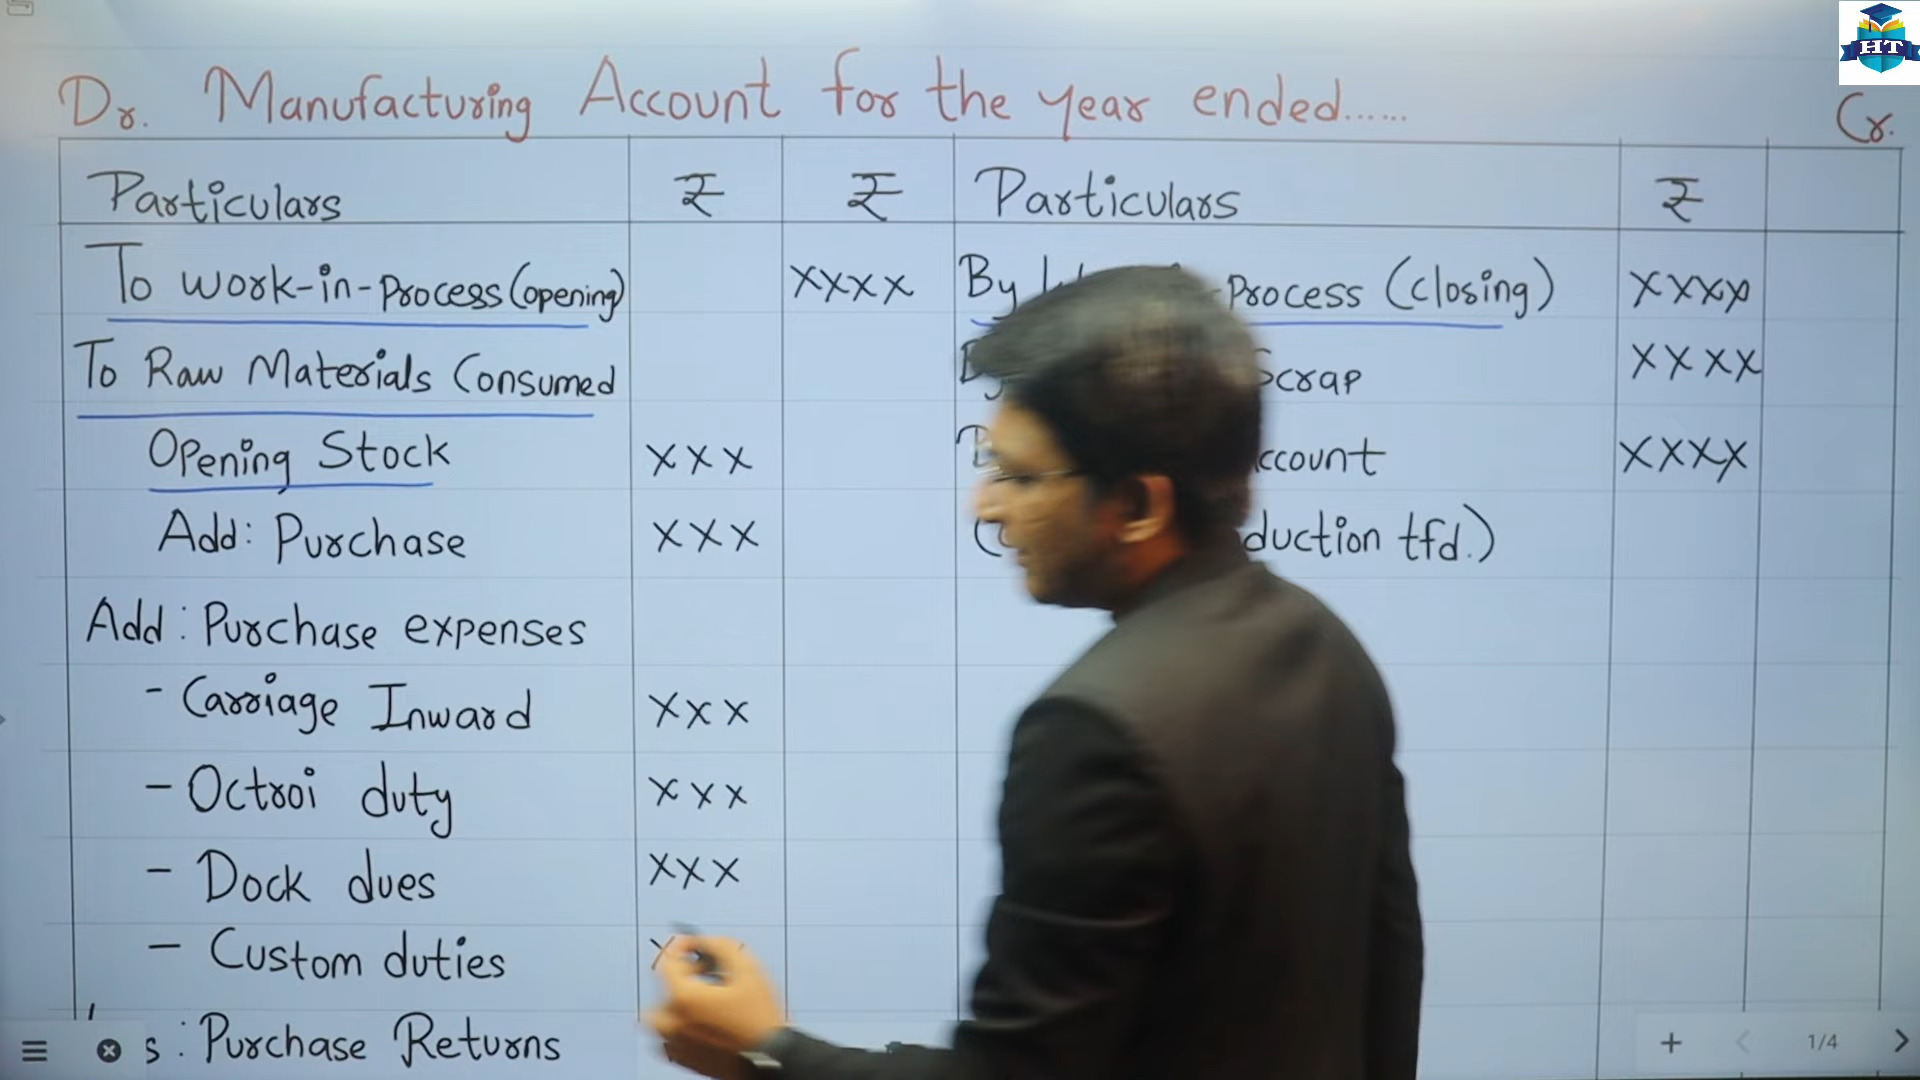 HT
Dr. Manufacturing Account for the year ended...... Cr.
Particulars ₹ ₹ Particulars ₹
To Work-in-Process (opening) xxxx By -Process (closing) xxxx
To Raw Materials Consumed Scrap xxxx
Opening Stock xxx ccount xxxx
Add: Purchase xxx duction tfd.)
Add: Purchase expenses
- Carriage Inward xxx
- Octroi duty xxx
- Dock dues xxx
- Custom duties
s: Purchase Returns
1/4